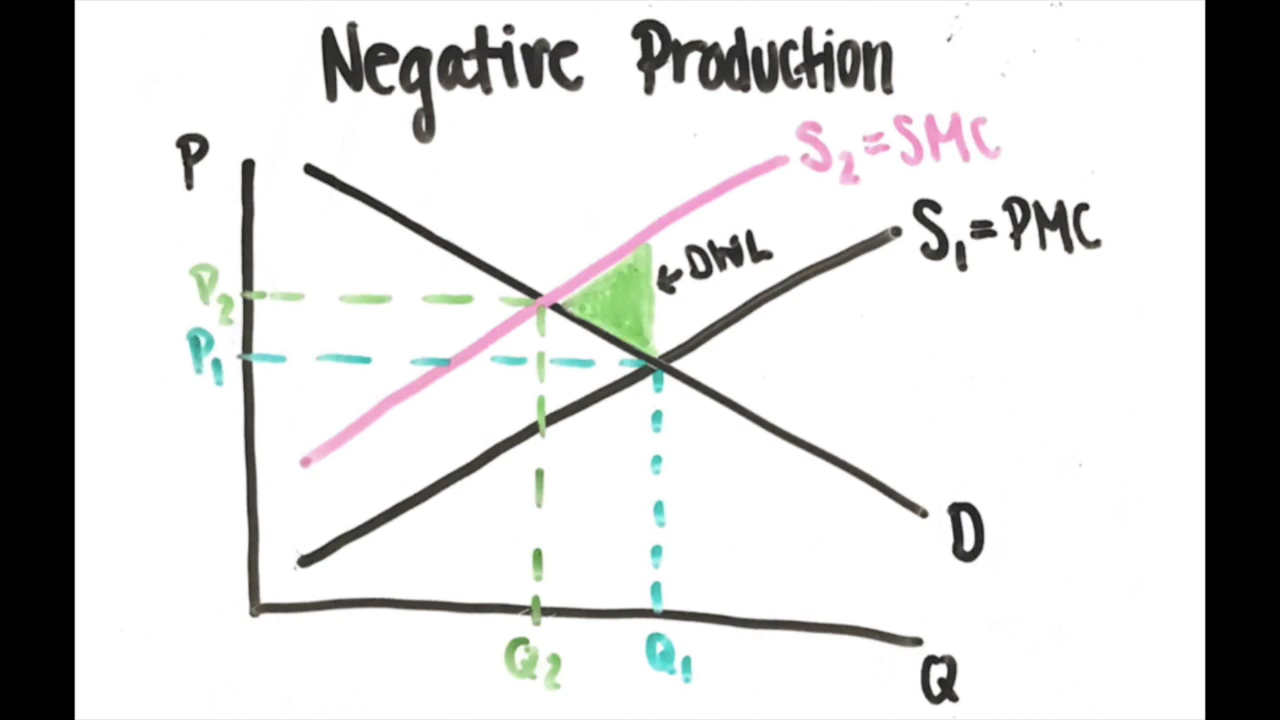 Negative Production
P
S₂=SMC
S₁=PMC
←DWL
P₂
P₁
D
Q₂
Q₁
Q